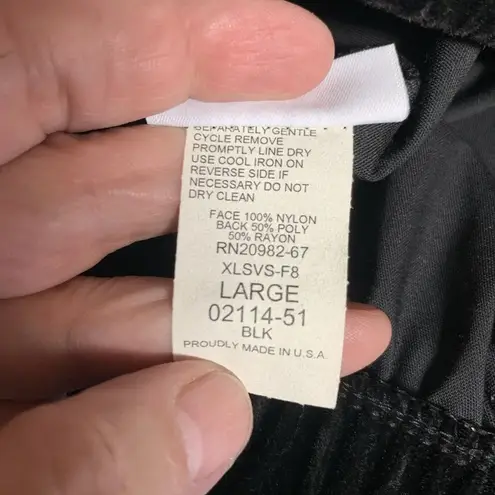 SEPARATELY GENTLE
CYCLE REMOVE
PROMPTLY LINE DRY
USE COOL IRON ON
REVERSE SIDE IF
NECESSARY DO NOT
DRY CLEAN
FACE 100% NYLON
BACK 50% POLY
50% RAYON
RN20982-67
XLSVS-F8
LARGE
02114-51
BLK
PROUDLY MADE IN U.S.A.